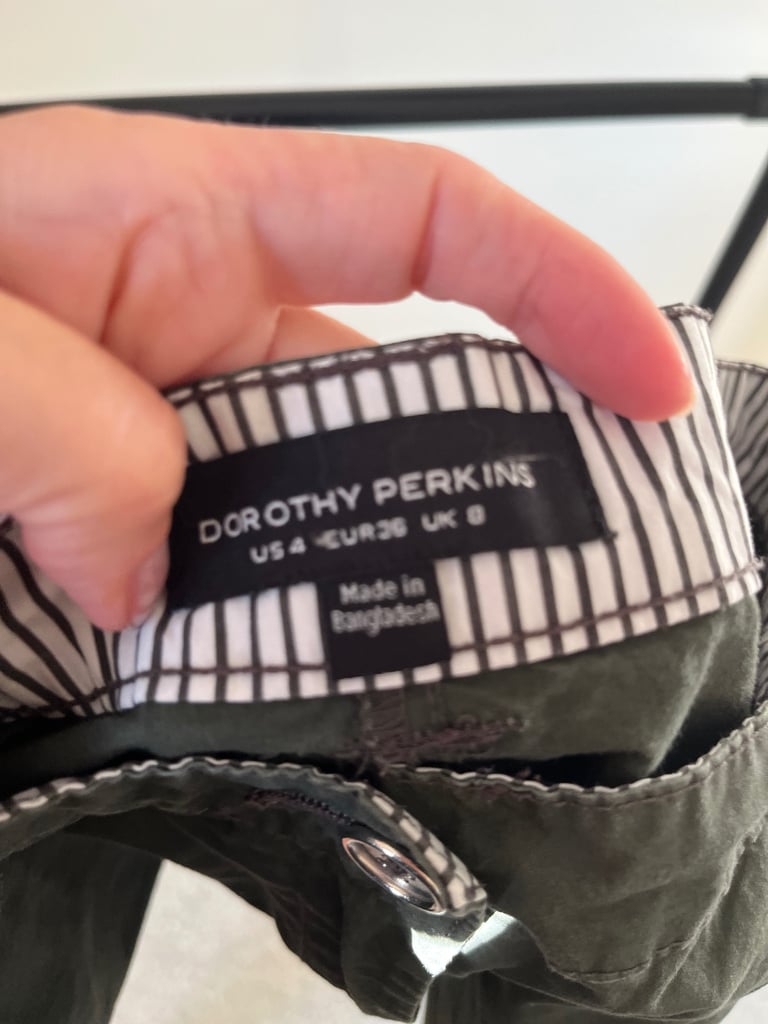 DOROTHY PERKINS
US 4 EUR 36 UK 8
Made in
Bangladesh